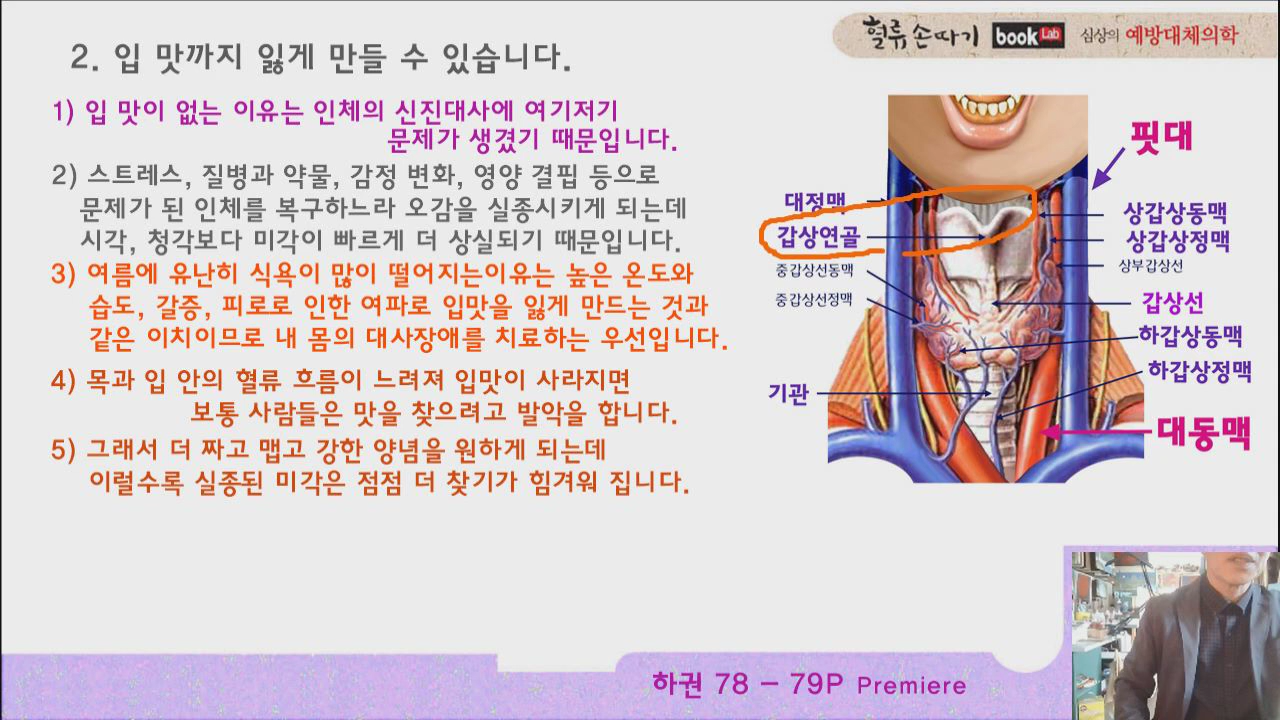 혈류 손따기 book Lab 심상의 예방대체의학
2. 입 맛까지 잃게 만들 수 있습니다.
1) 입 맛이 없는 이유는 인체의 신진대사에 여기저기
문제가 생겼기 때문입니다.
2) 스트레스, 질병과 약물, 감정 변화, 영양 결핍 등으로
문제가 된 인체를 복구하느라 오감을 실종시키게 되는데
시각, 청각보다 미각이 빠르게 더 상실되기 때문입니다.
3) 여름에 유난히 식욕이 많이 떨어지는이유는 높은 온도와
습도, 갈증, 피로로 인한 여파로 입맛을 잃게 만드는 것과
같은 이치이므로 내 몸의 대사장애를 치료하는 우선입니다.
4) 목과 입 안의 혈류 흐름이 느려져 입맛이 사라지면
보통 사람들은 맛을 찾으려고 발악을 합니다.
5) 그래서 더 짜고 맵고 강한 양념을 원하게 되는데
이럴수록 실종된 미각은 점점 더 찾기가 힘겨워 집니다.
핏대
대정맥
갑상연골
중갑상선동맥
중갑상선정맥
기관
상갑상동맥
상갑상정맥
상부갑상선
갑상선
하갑상동맥
하갑상정맥
대동맥
하권 78 – 79P Premiere